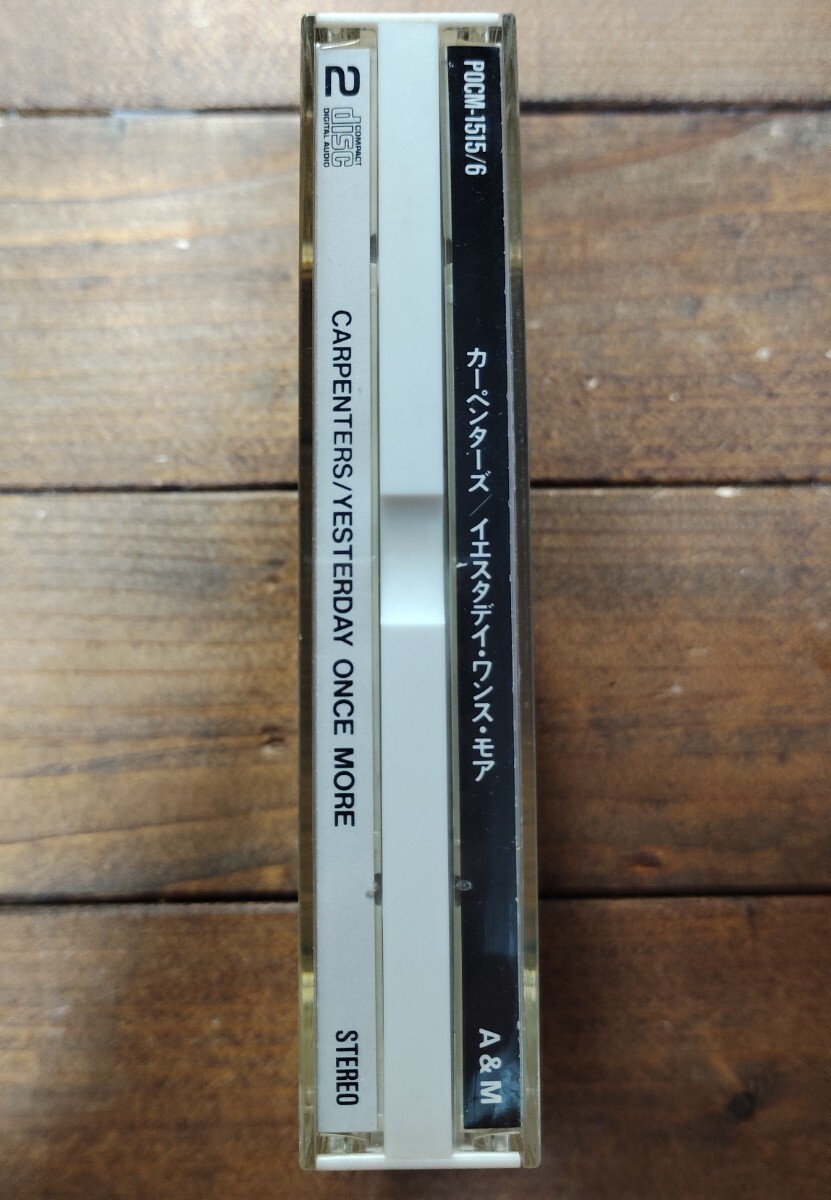 POCM-1515/6
カーペンターズ/イエスタデイ・ワンス・モア
A&M
2
COMPACT
disc
DIGITAL AUDIO
CARPENTERS/YESTERDAY ONCE MORE
STEREO